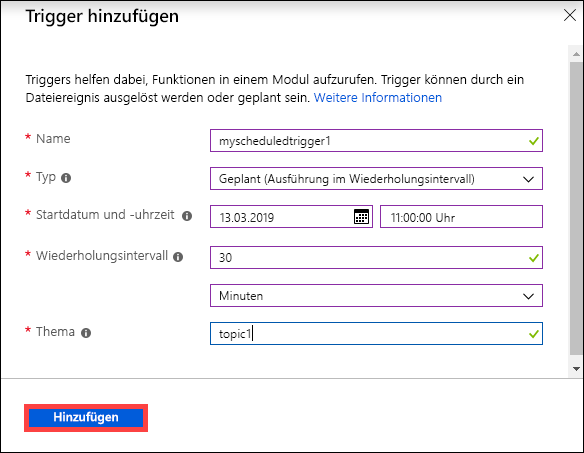 Trigger hinzufügen
Triggers helfen dabei, Funktionen in einem Modul aufzurufen. Trigger können durch ein
Dateiereignis ausgelöst werden oder geplant sein. Weitere Informationen
* Name
myscheduledtrigger1
* Typ
Geplant (Ausführung im Wiederholungsintervall)
* Startdatum und -uhrzeit
13.03.2019
11:00:00 Uhr
* Wiederholungsintervall
30
Minuten
* Thema
topic1
Hinzufügen